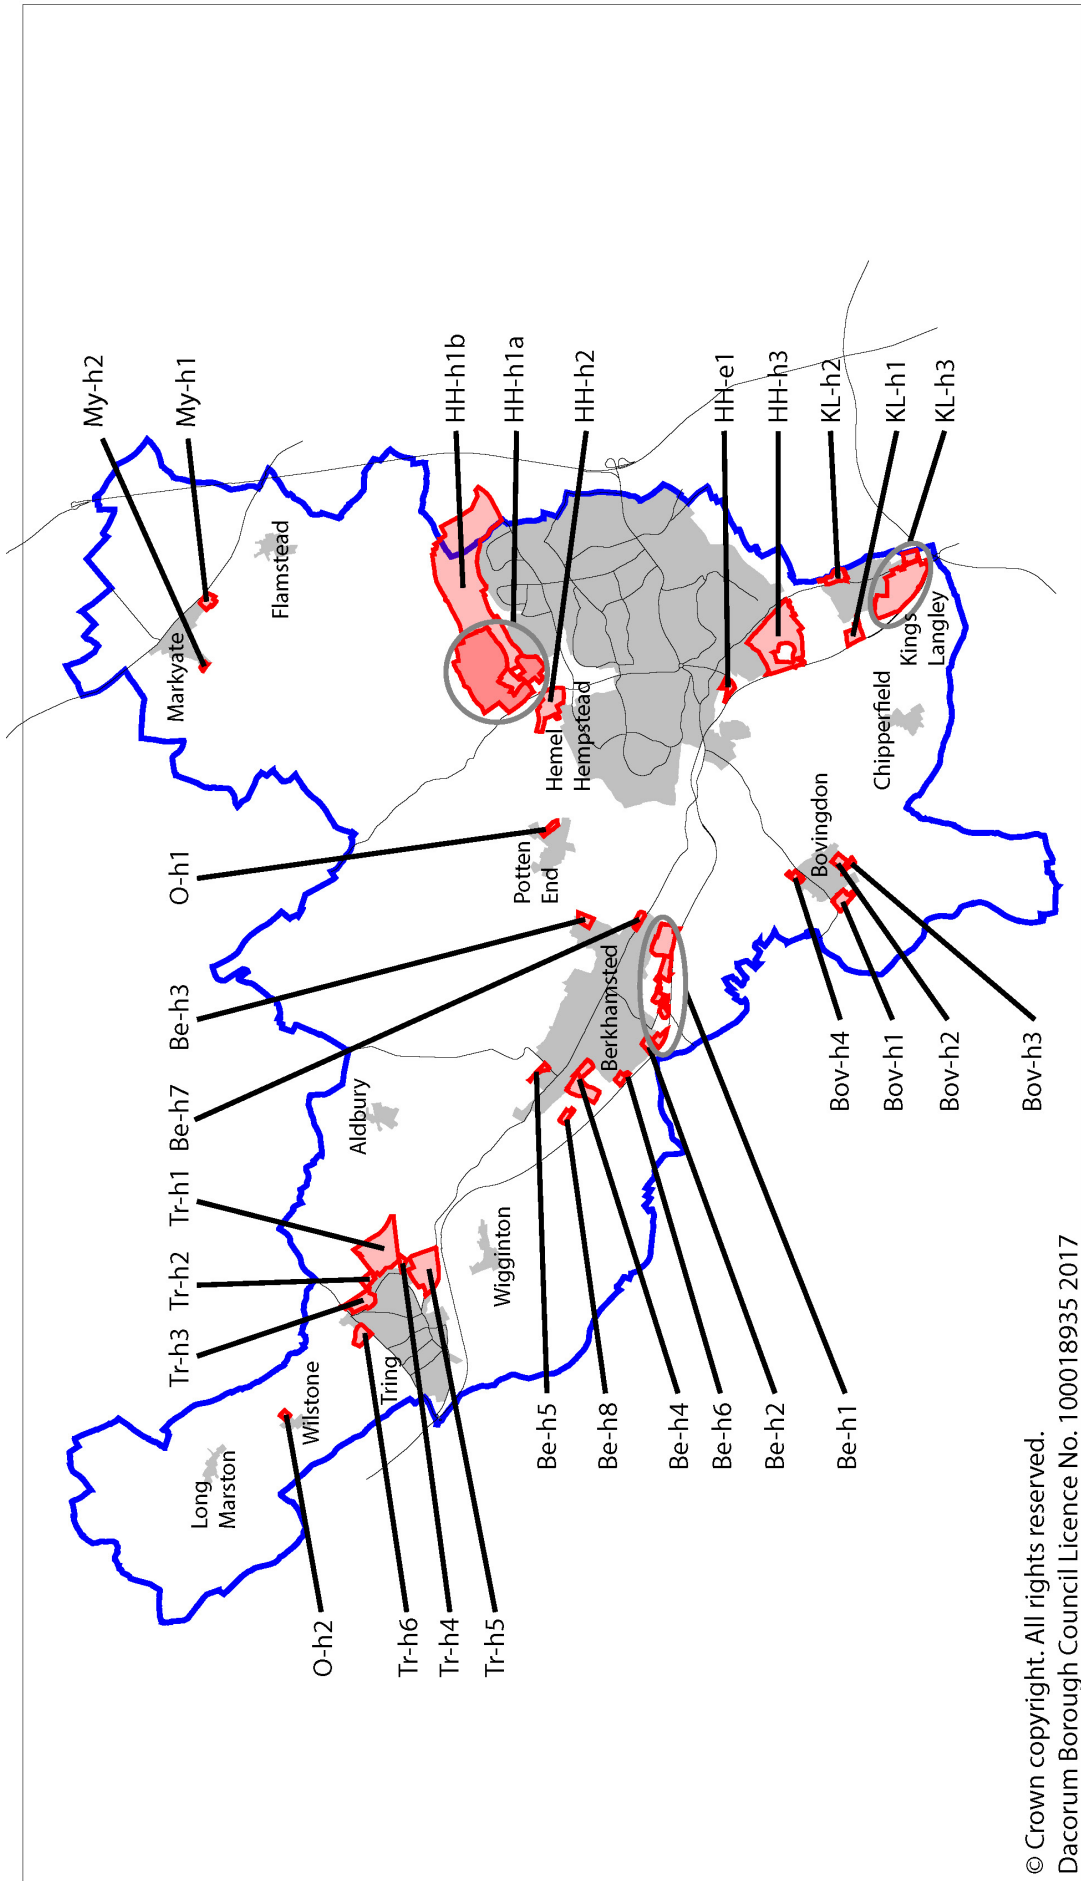 O-h2
Tr-h6
Tr-h4
Tr-h5
Tr-h3
Tr-h2
Tr-h1
Be-h7
Be-h3
O-h1
My-h2
My-h1
HH-h1b
HH-h1a
HH-h2
HH-e1
HH-h3
KL-h2
KL-h1
KL-h3
Be-h5
Be-h8
Be-h4
Be-h6
Be-h2
Be-h1
Bov-h4
Bov-h1
Bov-h2
Bov-h3
Long
Marston
Wilstone
Tring
Aldbury
Wigginton
Berkhamsted
Potten
End
Markyate
Flamstead
Hemel
Hempstead
Bovingdon
Chipperfield
Kings
Langley
© Crown copyright. All rights reserved.
Dacorum Borough Council Licence No. 100018935 2017